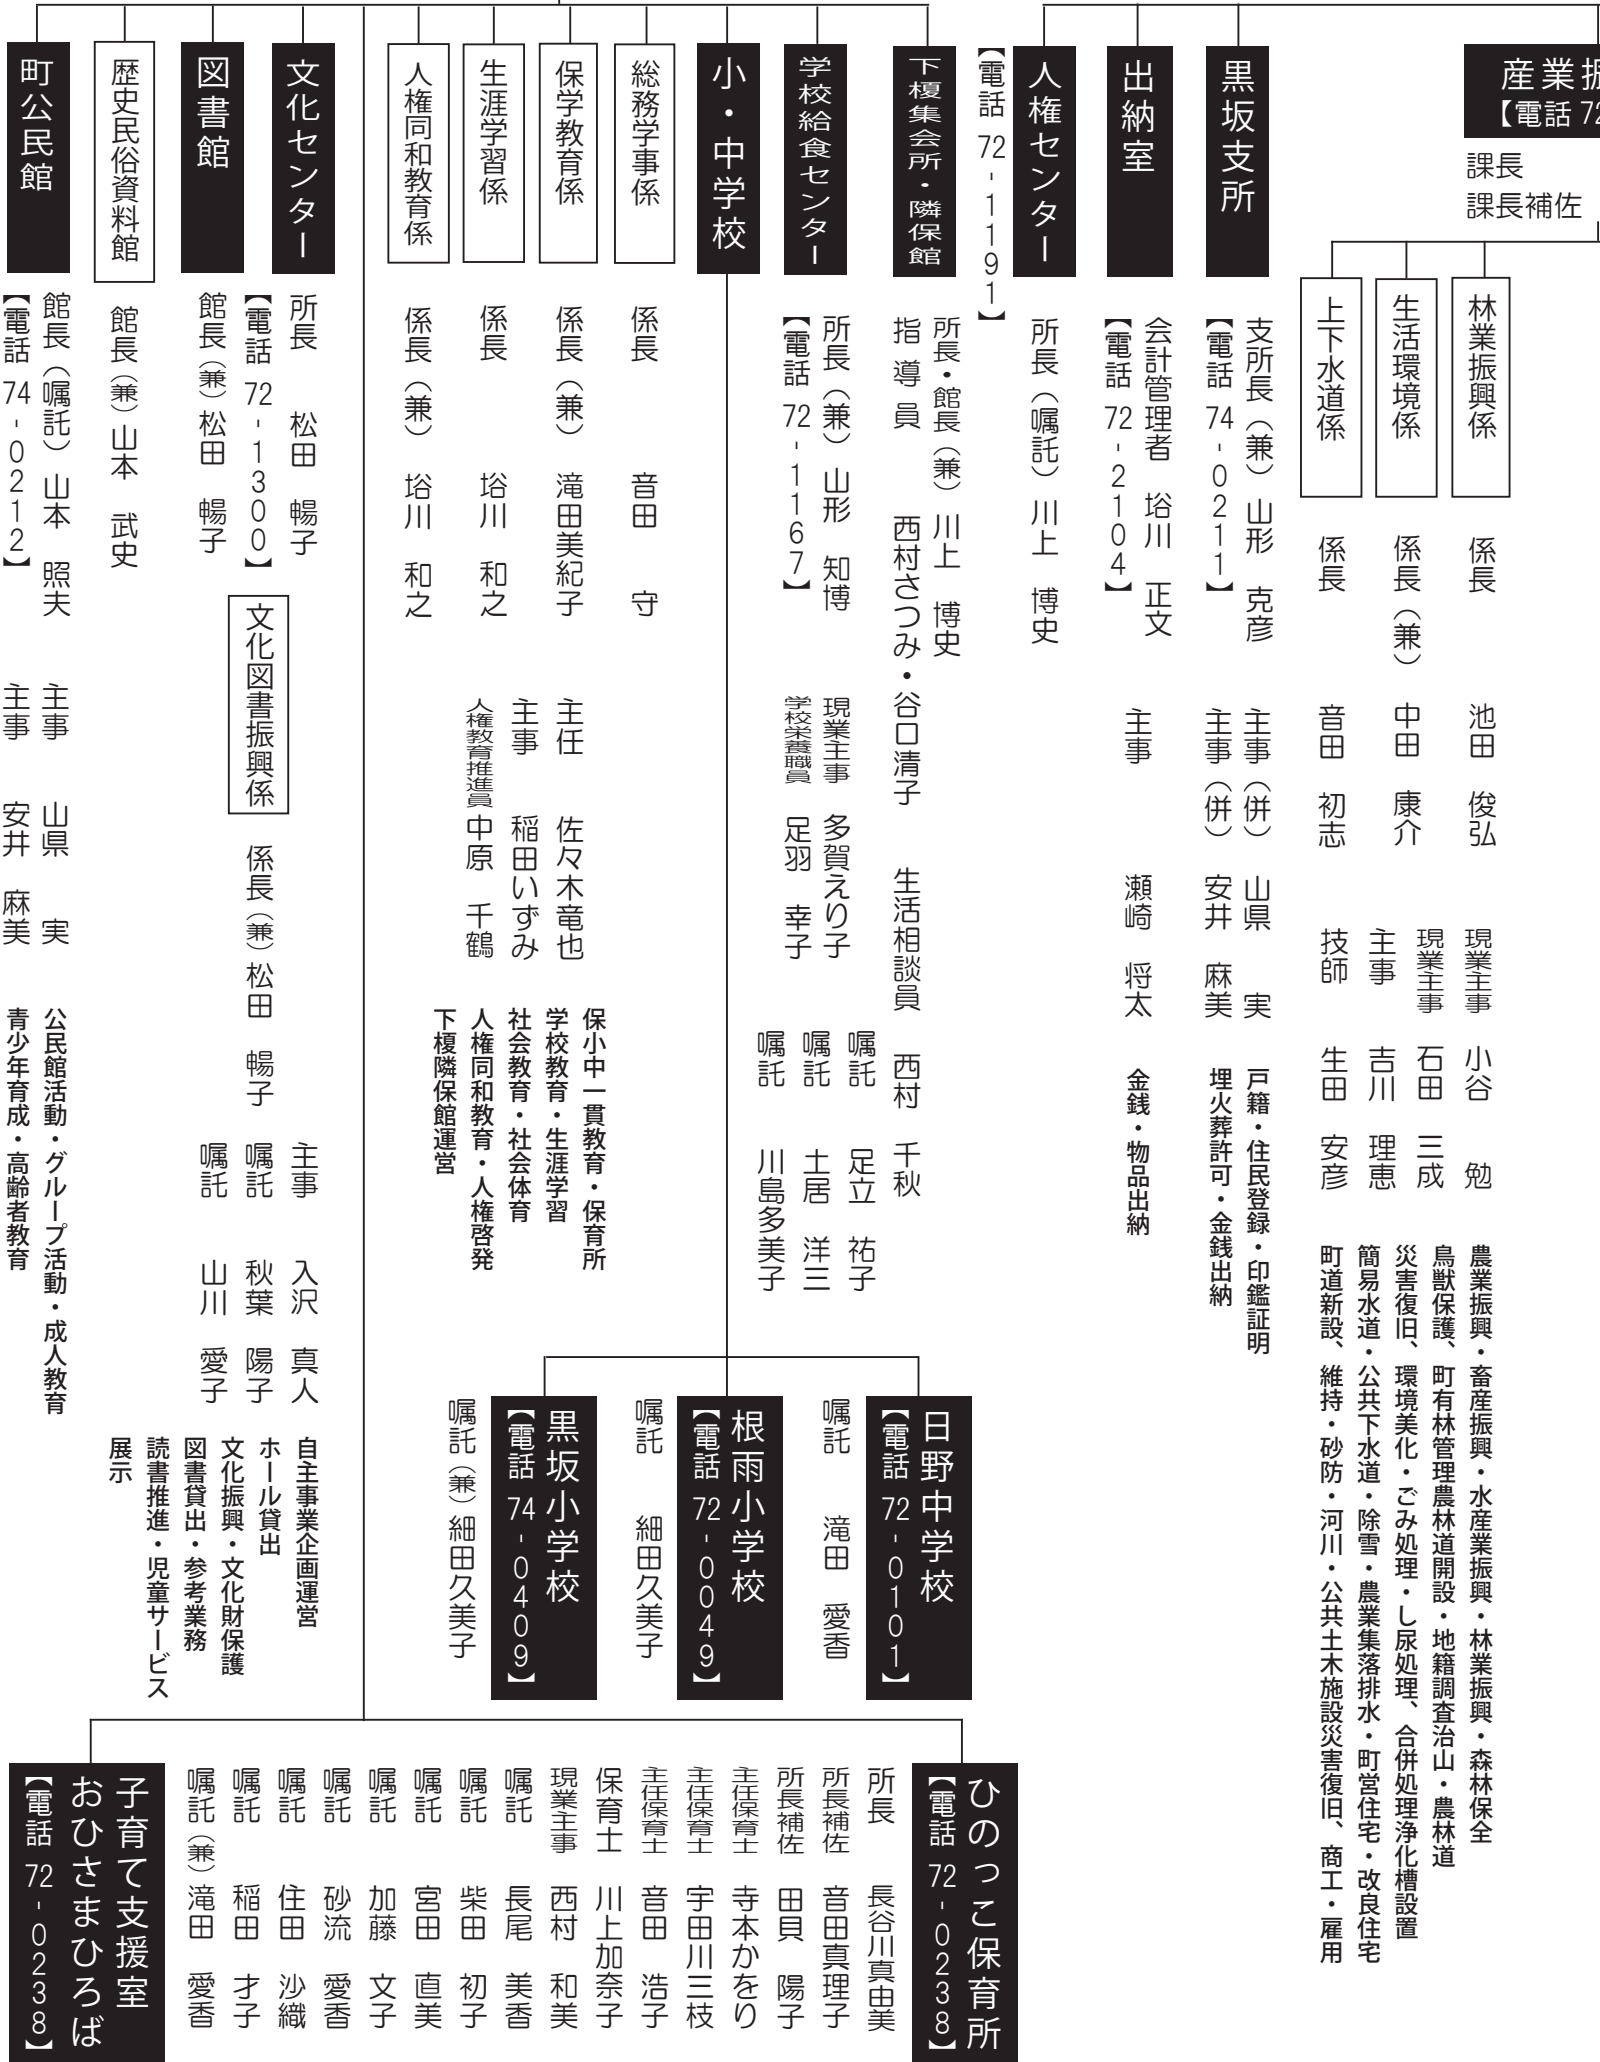 産業振
【電話 72
課長
課長補佐
林業振興係
係長 池田 俊弘
生活環境係
係長（兼） 中田 康介
上下水道係
係長 音田 初志
現業主事 小谷 勉
現業主事 石田 三成
主事 吉川 理恵
技師 生田 安彦
農業振興・畜産振興・水産業振興・林業振興・森林保全
鳥獣保護、町有林管理農林道開設・地籍調査治山・農林道
災害復旧、環境美化・ごみ処理・し尿処理、合併処理浄化槽設置
簡易水道・公共下水道・除雪・農業集落排水・町営住宅・改良住宅
町道新設、維持・砂防・河川・公共土木施設災害復旧、商工・雇用
黒坂支所
支所長（兼）山形 克彦
【電話 74-0211】
主事（併） 山県 実
主事（併） 安井 麻美
戸籍・住民登録・印鑑証明
埋火葬許可・金銭出納
出納室
会計管理者 塔川 正文
【電話 72-2104】
主事 瀬崎 将太
金銭・物品出納
人権センター
【電話 72-1191】
所長（嘱託）川上 博史
下榎集会所・隣保館
所長・館長（兼）川上 博史
指導員 西村さつみ・谷口清子
生活相談員 西村 千秋
学校給食センター
所長（兼）山形 知博
【電話 72-1167】
現業主事 多賀えり子
学校栄養職員 足羽 幸子
嘱託 足立 祐子
嘱託 土居 洋三
嘱託 川島多美子
小・中学校
日野中学校
【電話 72-0101】
嘱託 滝田 愛香
根雨小学校
【電話 72-0049】
嘱託 細田久美子
黒坂小学校
【電話 74-0409】
嘱託（兼）細田久美子
総務学事係
係長 音田 守
保学教育係
係長（兼） 滝田美紀子
生涯学習係
係長 塔川 和之
人権同和教育係
係長（兼） 塔川 和之
主任 佐々木竜也
主事 稲田いずみ
人権教育推進員 中原 千鶴
保小中一貫教育・保育所
学校教育・生涯学習
社会教育・社会体育
人権同和教育・人権啓発
下榎隣保館運営
ひのっこ保育所
【電話 72-0238】
所長 長谷川真由美
所長補佐 音田真理子
所長補佐 田貝 陽子
主任保育士 寺本かをり
主任保育士 宇田川三枝
主任保育士 音田 浩子
保育士 川上加奈子
現業主事 西村 和美
嘱託 長尾 美香
嘱託 柴田 初子
嘱託 宮田 直美
嘱託 加藤 文子
嘱託 砂流 愛香
嘱託 住田 沙織
嘱託 稲田 才子
嘱託（兼）滝田 愛香
子育て支援室
おひさまひろば
【電話 72-0238】
文化センター
所長 松田 暢子
【電話 72-1300】
図書館
館長（兼）松田 暢子
文化図書振興係
係長（兼）松田 暢子
主事 入沢 真人
嘱託 秋葉 陽子
嘱託 山川 愛子
自主事業企画運営
ホール貸出
文化振興・文化財保護
図書貸出・参考業務
読書推進・児童サービス
展示
歴史民俗資料館
館長（兼）山本 武史
町公民館
館長（嘱託）山本 照夫
【電話 74-0212】
主事 山県 実
主事 安井 麻美
公民館活動・グループ活動・成人教育
青少年育成・高齢者教育